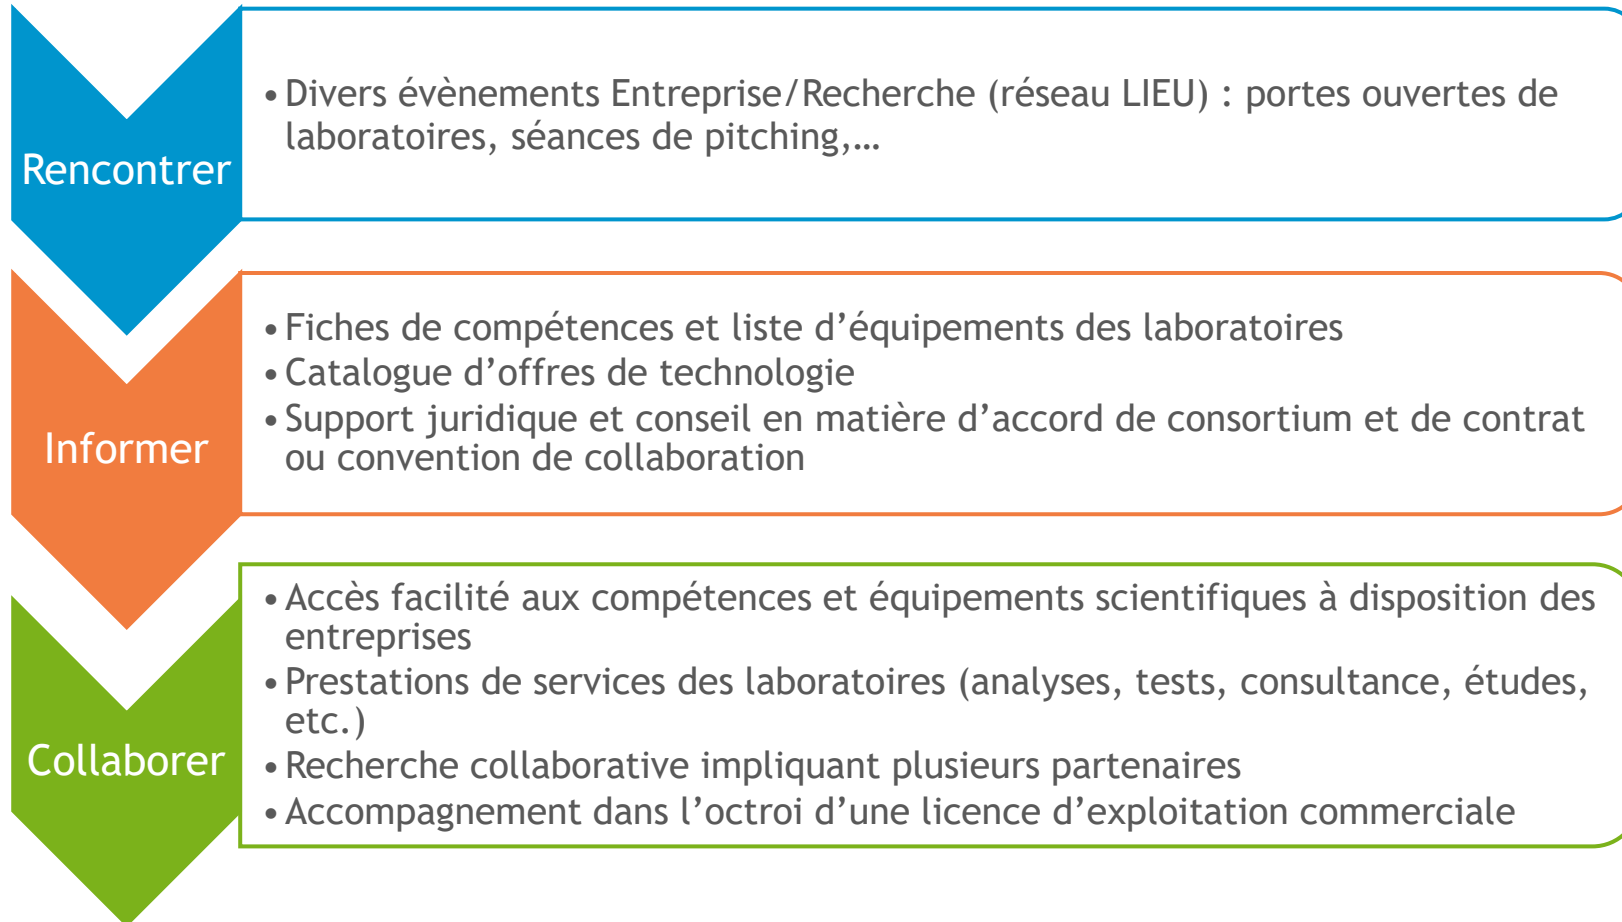 Rencontrer
• Divers évènements Entreprise/Recherche (réseau LIEU) : portes ouvertes de
laboratoires, séances de pitching,…
Informer
• Fiches de compétences et liste d’équipements des laboratoires
• Catalogue d’offres de technologie
• Support juridique et conseil en matière d’accord de consortium et de contrat
ou convention de collaboration
Collaborer
• Accès facilité aux compétences et équipements scientifiques à disposition des
entreprises
• Prestations de services des laboratoires (analyses, tests, consultance, études,
etc.)
• Recherche collaborative impliquant plusieurs partenaires
• Accompagnement dans l’octroi d’une licence d’exploitation commerciale